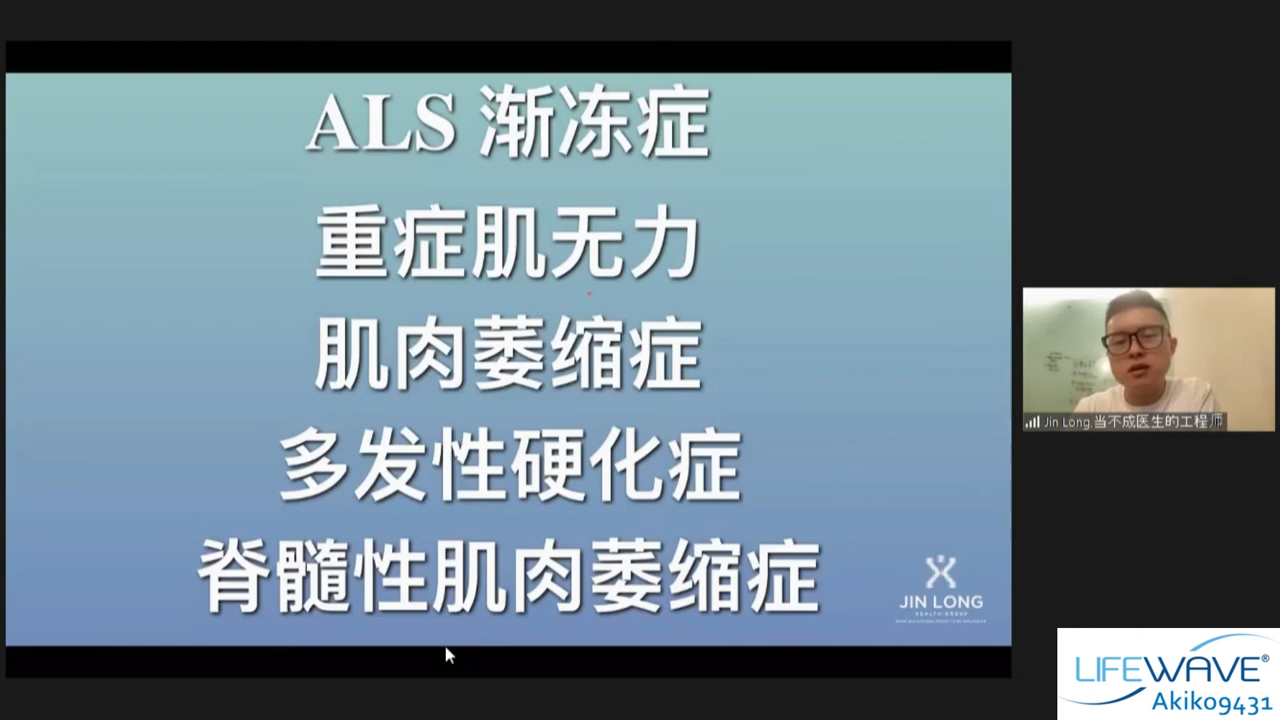 ALS 渐冻症
重症肌无力
肌肉萎缩症
多发性硬化症
脊髓性肌肉萎缩症
JIN LONG
HEALTH GROUP
Jin Long,当不成医生的工程师
LIFEWAVE®
Akiko9431